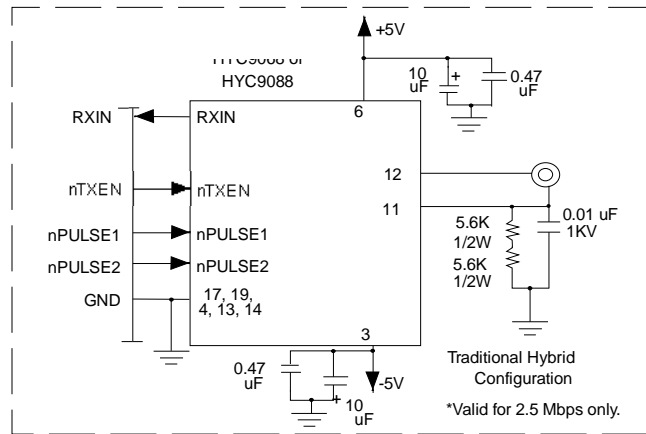 +5V
HYC9088
10
uF
+
0.47
uF
6
RXIN
RXIN
12
nTXEN
nTXEN
11
0.01 uF
1KV
5.6K
1/2W
nPULSE1
nPULSE1
5.6K
1/2W
nPULSE2
nPULSE2
GND
17, 19,
4, 13, 14
3
0.47
uF
Traditional Hybrid
Configuration
-5V
+
10
uF
*Valid for 2.5 Mbps only.